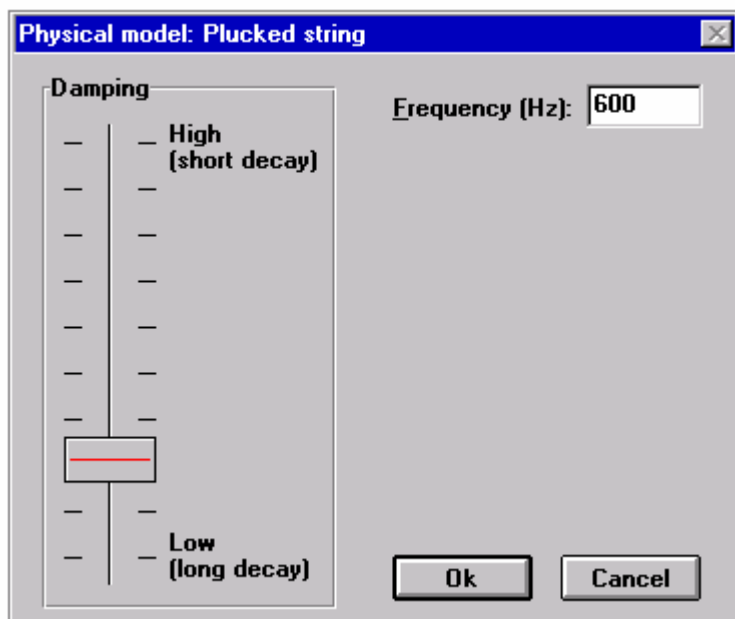 Physical model: Plucked string
Damping
High
(short decay)
Low
(long decay)
Frequency (Hz): 600
Ok
Cancel